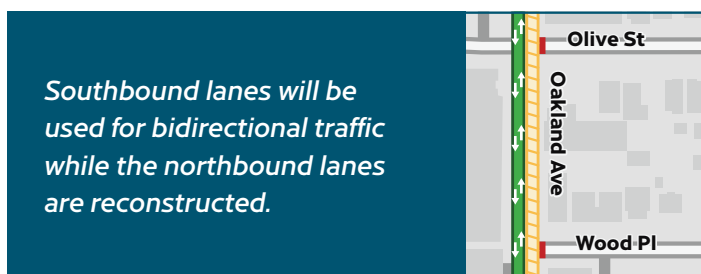 Southbound lanes will be
used for bidirectional traffic
while the northbound lanes
are reconstructed.
Olive St
Oakland Ave
Wood Pl